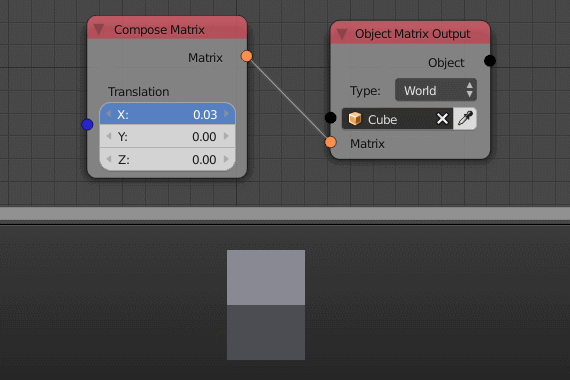 Compose Matrix
Matrix
Translation
X: 0.03
Y: 0.00
Z: 0.00
Object Matrix Output
Object
Type: World
Cube
Matrix